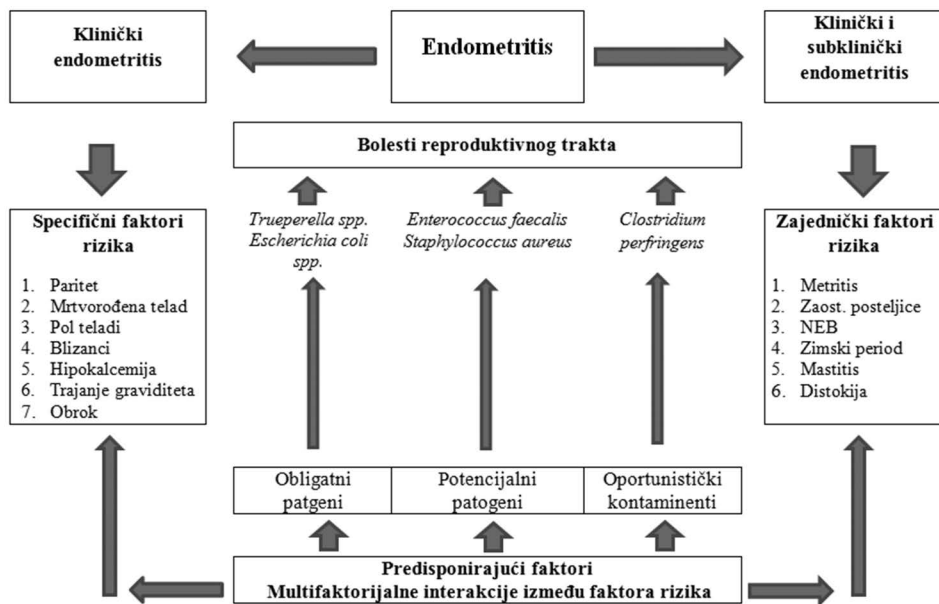 Klinički
endometritis
Endometritis
Klinički i
subklinički
endometritis
Bolesti reproduktivnog trakta
Specifični faktori
rizika
1. Paritet
2. Mrtvorođena telad
3. Pol teladi
4. Blizanci
5. Hipokalcemija
6. Trajanje graviditeta
7. Obrok
Trueperella spp.
Escherichia coli
spp.
Enterococcus faecalis
Staphylococcus aureus
Clostridium
perfringens
Zajednički faktori
rizika
1. Metritis
2. Zaost. posteljice
3. NEB
4. Zimski period
5. Mastitis
6. Distokija
Obligatni
patgeni
Potencijalni
patogeni
Oportunistički
kontaminenti
Predisponirajući faktori
Multifaktorijalne interakcije između faktora rizika